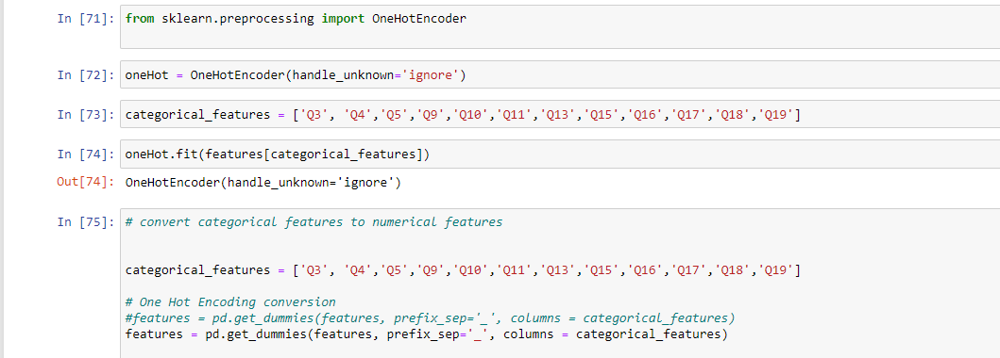 In [71]: from sklearn.preprocessing import OneHotEncoder
In [72]: oneHot = OneHotEncoder(handle_unknown='ignore')
In [73]: categorical_features = ['Q3', 'Q4','Q5','Q9','Q10','Q11','Q13','Q15','Q16','Q17','Q18','Q19']
In [74]: oneHot.fit(features[categorical_features])
Out[74]: OneHotEncoder(handle_unknown='ignore')
In [75]: # convert categorical features to numerical features
categorical_features = ['Q3', 'Q4','Q5','Q9','Q10','Q11','Q13','Q15','Q16','Q17','Q18','Q19']
# One Hot Encoding conversion
#features = pd.get_dummies(features, prefix_sep='_', columns = categorical_features)
features = pd.get_dummies(features, prefix_sep='_', columns = categorical_features)